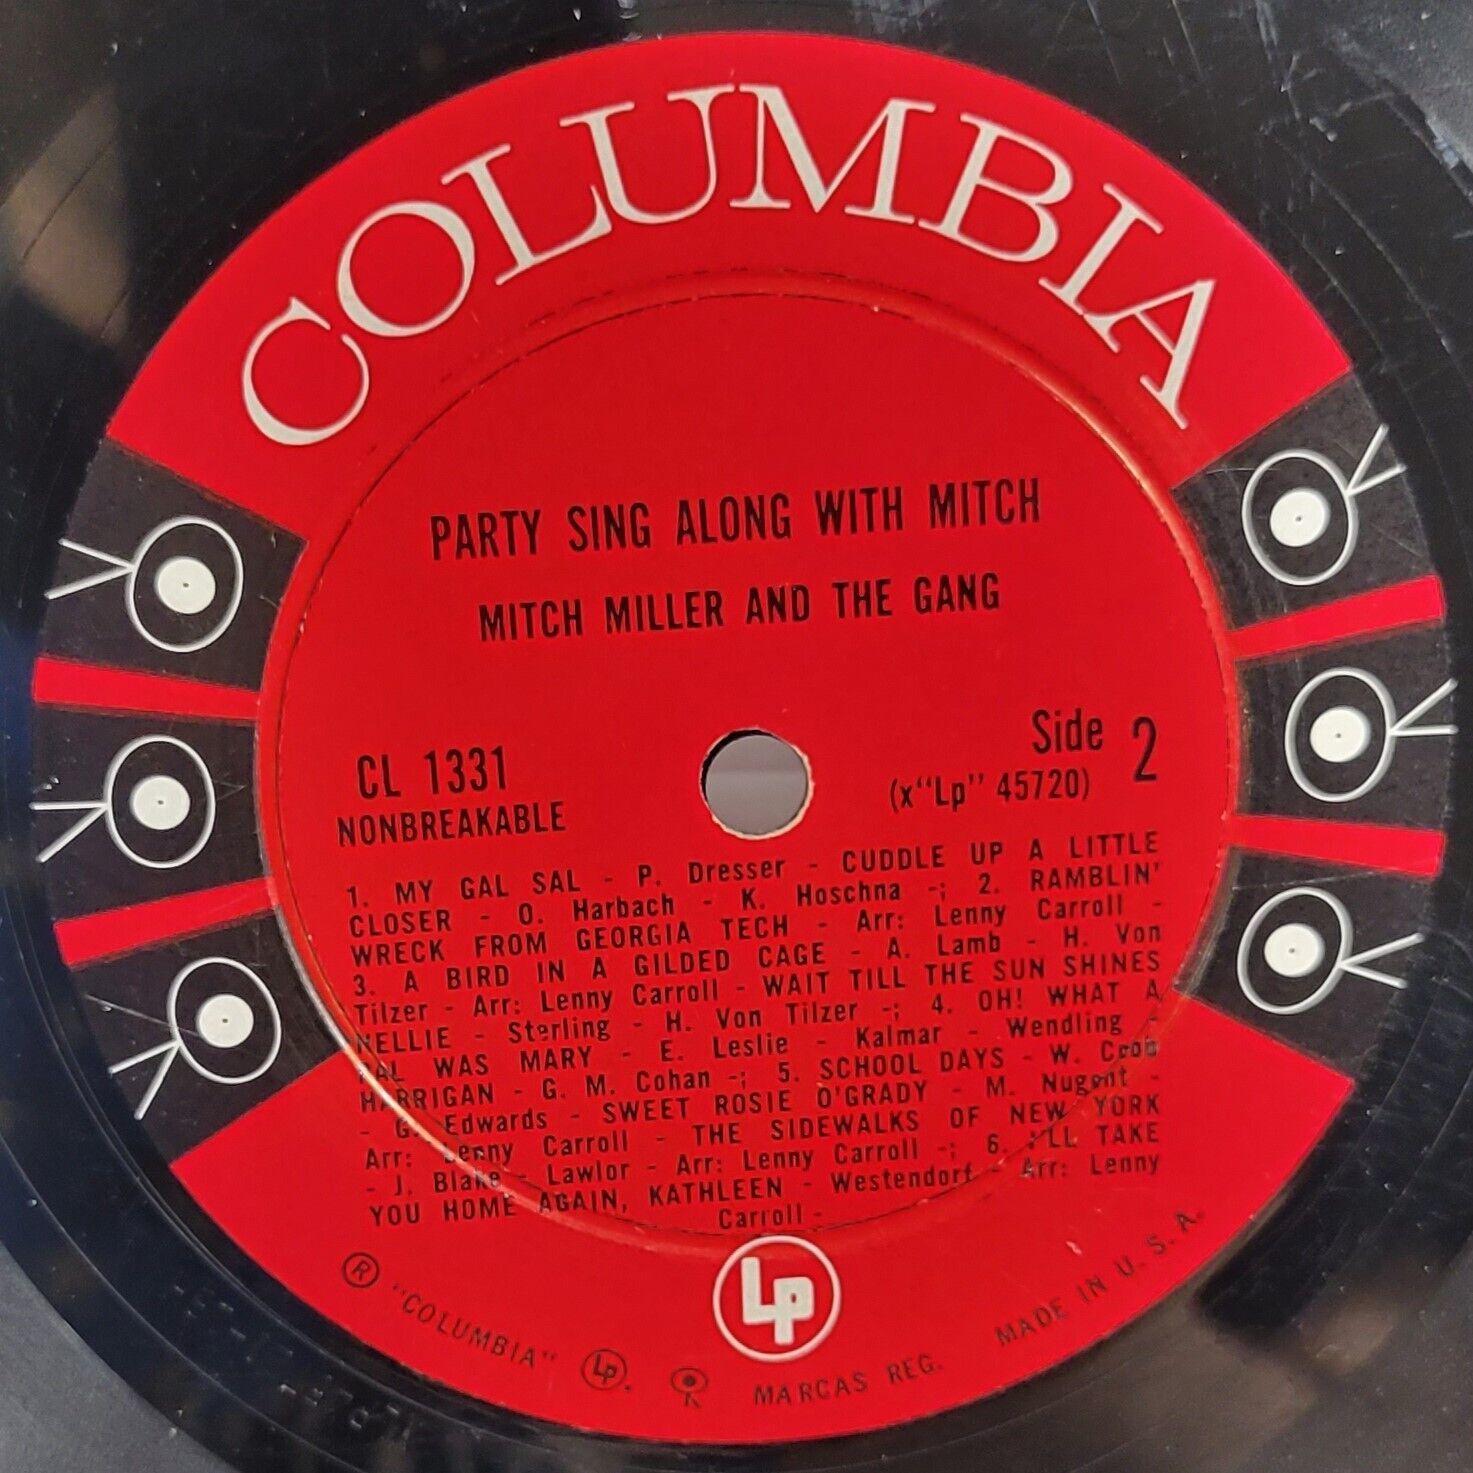 COLUMBIA
PARTY SING ALONG WITH MITCH
MITCH MILLER AND THE GANG
CL 1331
NONBREAKABLE
Side 2
(x"Lp" 45720)
1. MY GAL SAL - P. Dresser - CUDDLE UP A LITTLE
CLOSER - O. Harbach - K. Hoschna -; 2. RAMBLIN'
WRECK FROM GEORGIA TECH - Arr: Lenny Carroll -
3. A BIRD IN A GILDED CAGE - A. Lamb - H. Von
Tilzer - Arr: Lenny Carroll - WAIT TILL THE SUN SHINES
NELLIE - Sterling - H. Von Tilzer -; 4. OH! WHAT A
PAL WAS MARY - E. Leslie - Kalmar - Wendling -
HARRIGAN - G. M. Cohan -; 5. SCHOOL DAYS - W. Cobb
- G. Edwards - SWEET ROSIE O'GRADY - M. Nugent -
Arr: Lenny Carroll - THE SIDEWALKS OF NEW YORK
- J. Blake - Lawlor - Arr: Lenny Carroll -; 6. I'LL TAKE
YOU HOME AGAIN, KATHLEEN - Westendorf - Arr: Lenny
Carroll -
Lp
® "COLUMBIA" Lp. MARCAS REG. MADE IN U. S. A.